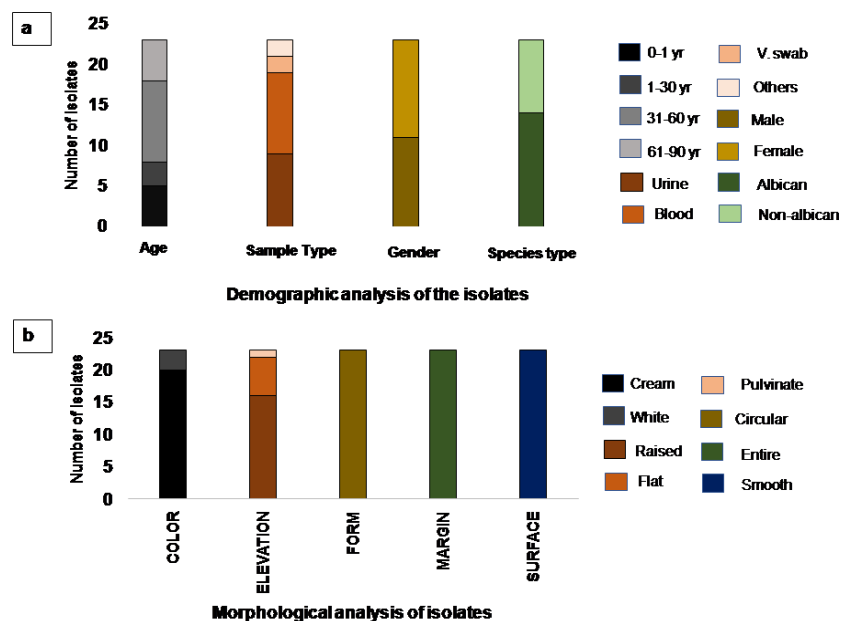 a
Number of Isolates
25
20
15
10
5
0
Age
Sample Type
Gender
Species type
Demographic analysis of the isolates
0-1 yr
1-30 yr
31-60 yr
61-90 yr
Urine
Blood
V. swab
Others
Male
Female
Albican
Non-albican
b
Number of Isolates
25
20
15
10
5
0
COLOR
ELEVATION
FORM
MARGIN
SURFACE
Morphological analysis of isolates
Cream
White
Raised
Flat
Pulvinate
Circular
Entire
Smooth